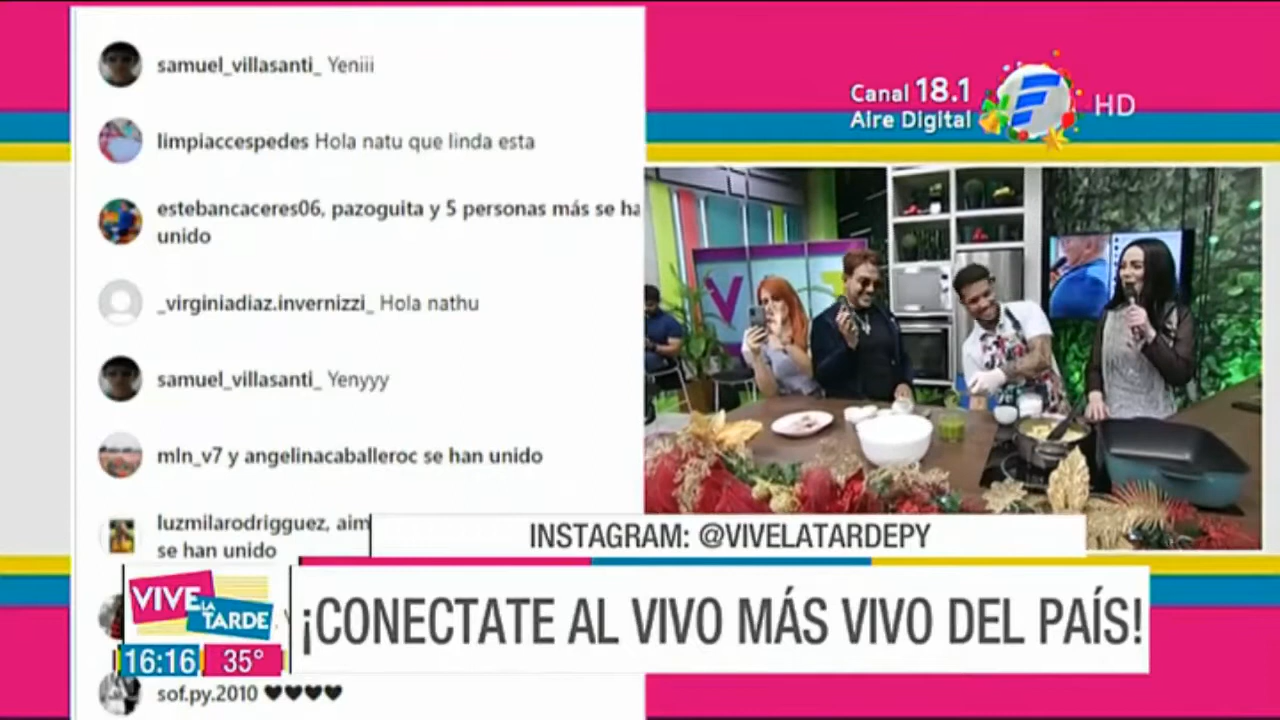 samuel_villasanti_ Yeniii
limpiaccespedes Hola natu que linda esta
estebancaceres06, pazoguita y 5 personas más se ha
unido
_virginiadiaz.invernizzi_ Hola nathu
samuel_villasanti_ Yenyyy
mln_v7 y angelinacaballeroc se han unido
luzmilarodrigguez, aim
se han unido
sof.py.2010 ♥♥♥♥
Canal 18.1
Aire Digital
HD
V
T
INSTAGRAM: @VIVELATARDEPY
¡CONECTATE AL VIVO MÁS VIVO DEL PAÍS!
VIVE
LA
TARDE
16:16 35°